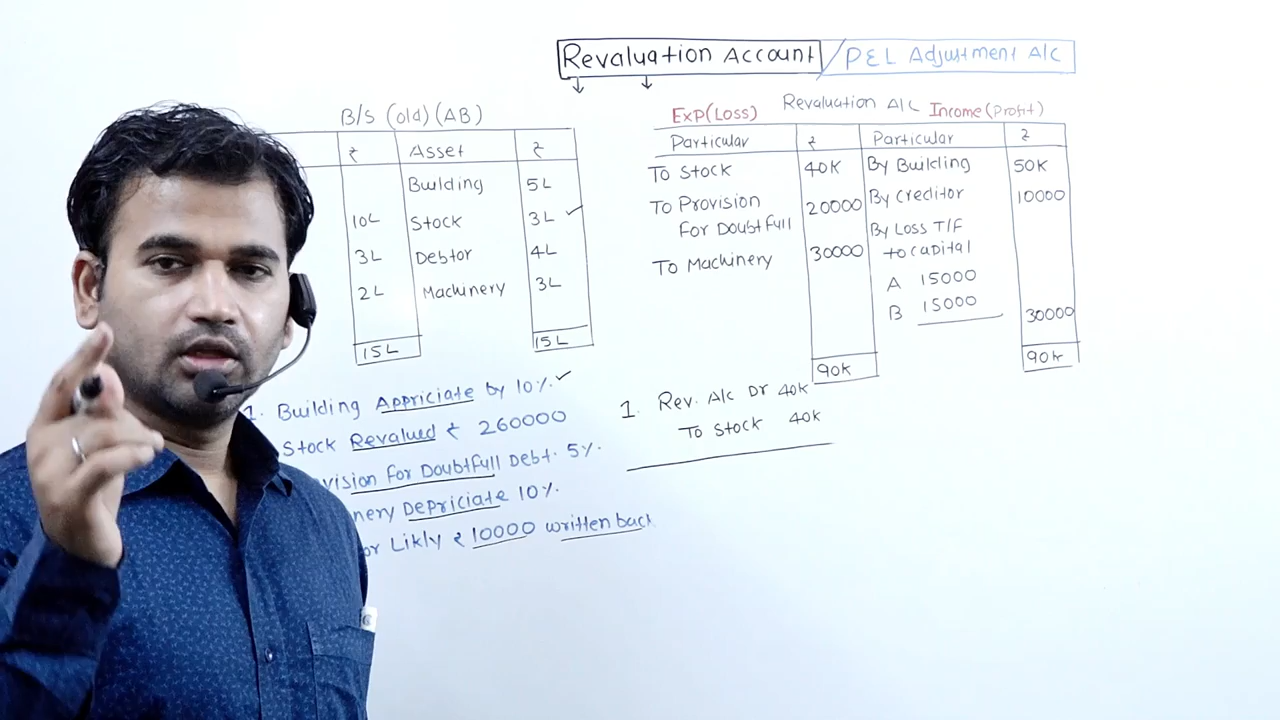 Revaluation Account / P&L Adjustment A/c
B/S (old) (AB)
₹ Asset ₹
Building 5L
10L Stock 3L
3L Debtor 4L
2L Machinery 3L
15L 15L
1. Building Appriciate by 10%.
Stock Revalued ₹ 260000
vision for Doubtfull Debt. 5%.
nery Depriciate 10%.
or Likly ₹ 10000 written back
Exp(Loss) Revaluation A/c Income(Profit)
Particular ₹ Particular ₹
To Stock 40K By Building 50K
To Provision 20000 By Creditor 10000
For Doubtfull By Loss T/F
To Machinery 30000 to capital
A 15000
B 15000 30000
90K 90K
1. Rev. A/c Dr 40K
To Stock 40K